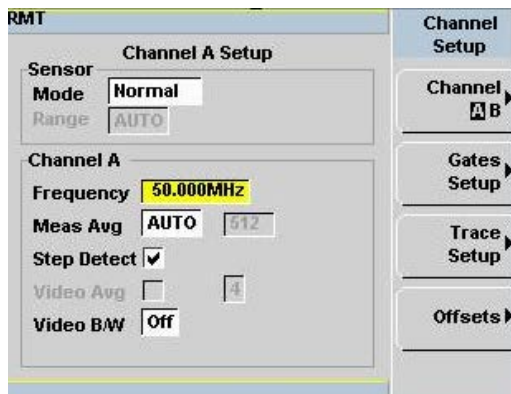 RMT
Channel A Setup
Sensor
Mode Normal
Range AUTO
Channel A
Frequency 50.000MHz
Meas Avg AUTO 512
Step Detect
Video Avg 4
Video B/W Off
Channel
Setup
Channel
A B
Gates
Setup
Trace
Setup
Offsets